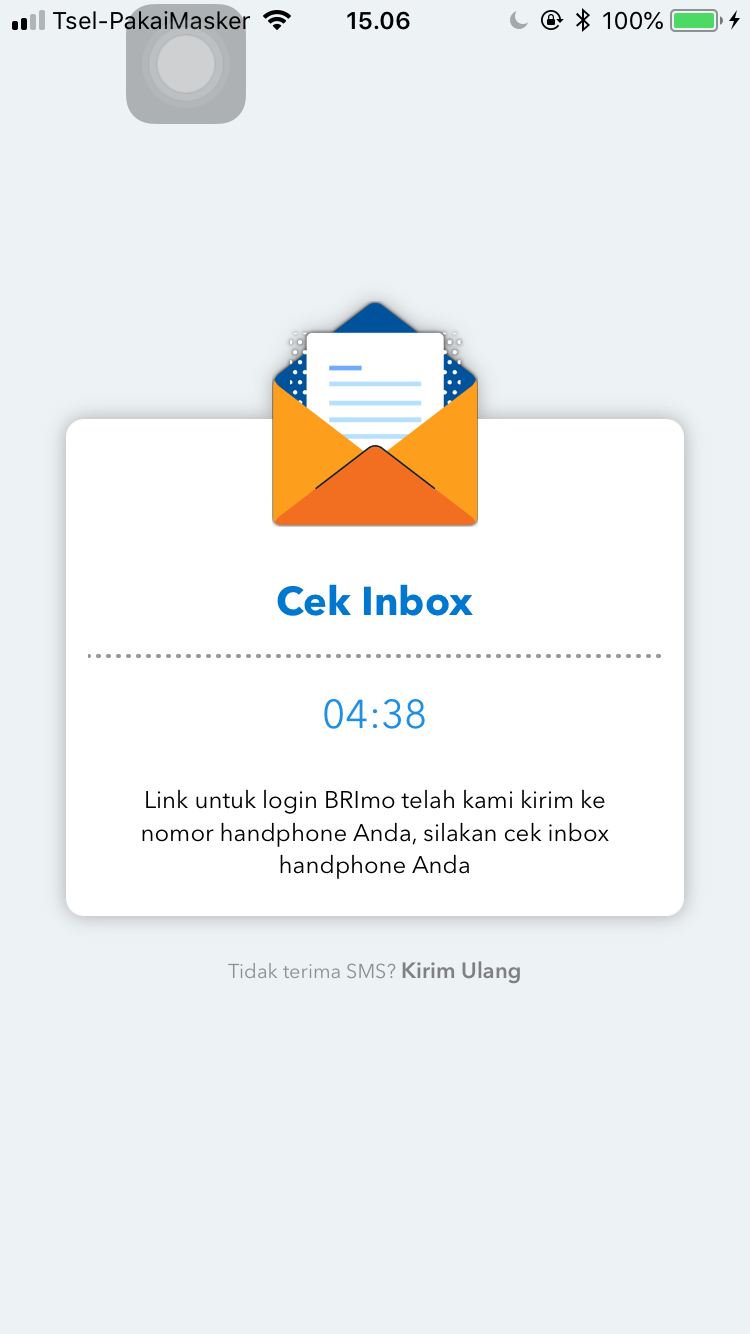 Tsel-PakaiMasker 15.06 100%
Cek Inbox
04:38
Link untuk login BRImo telah kami kirim ke
nomor handphone Anda, silakan cek inbox
handphone Anda
Tidak terima SMS? Kirim Ulang